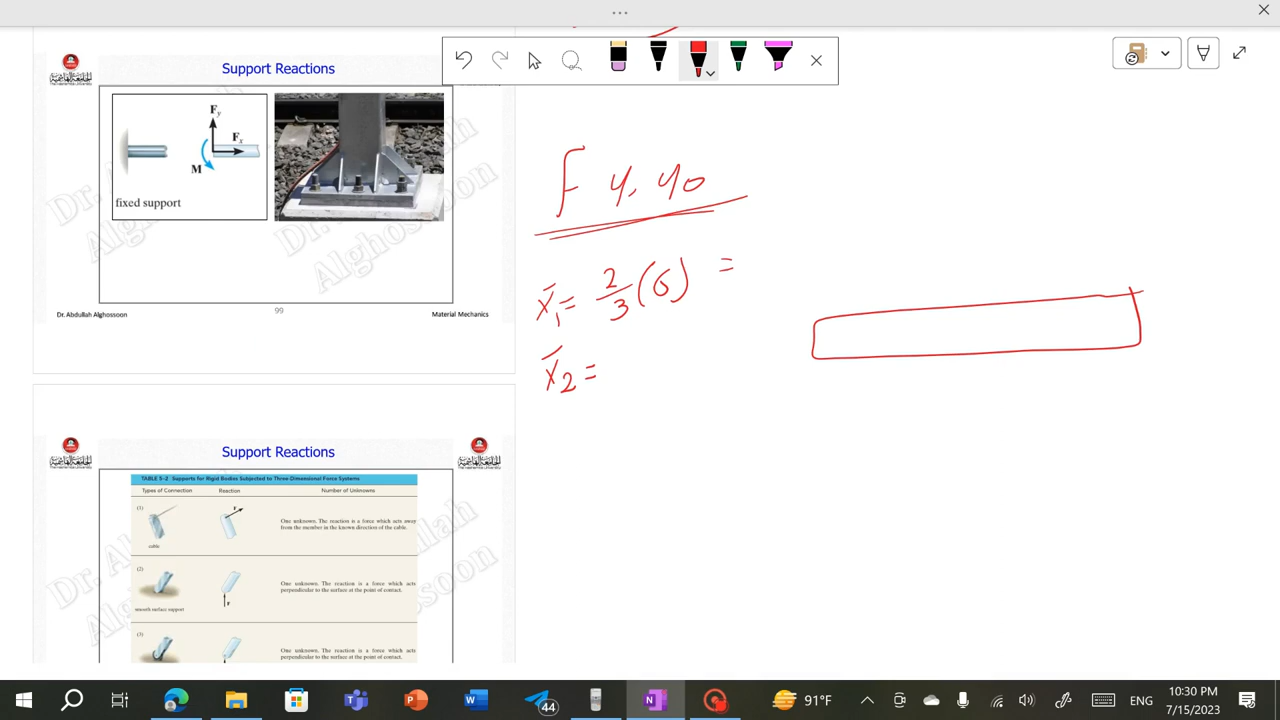 Support Reactions
F_y
F_x
M
fixed support
Dr. Abdullah Alghossoon
99
Material Mechanics
Support Reactions
TABLE 5–2 Supports for Rigid Bodies Subjected to Three-Dimensional Force Systems
Types of Connection Reaction Number of Unknowns
(1)
F
One unknown. The reaction is a force which acts away
from the member in the known direction of the cable.
cable
(2)
One unknown. The reaction is a force which acts
perpendicular to the surface at the point of contact.
F
smooth surface support
(3)
One unknown. The reaction is a force which acts
perpendicular to the surface at the point of contact.
F 4, 40
x̄₁ = 2/3 (6) =
x̄₂ =
44
91°F
ENG
0:30 PM
7/15/2023